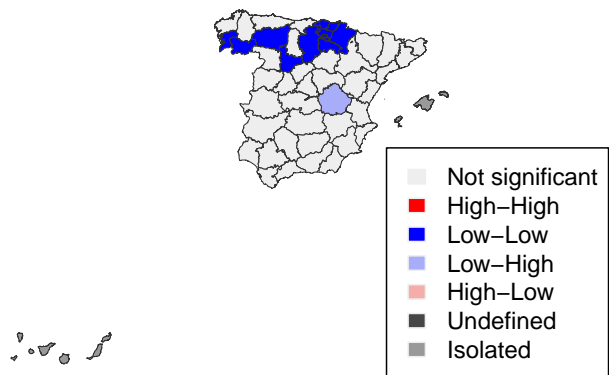 Not significant
High−High
Low−Low
Low−High
High−Low
Undefined
Isolated